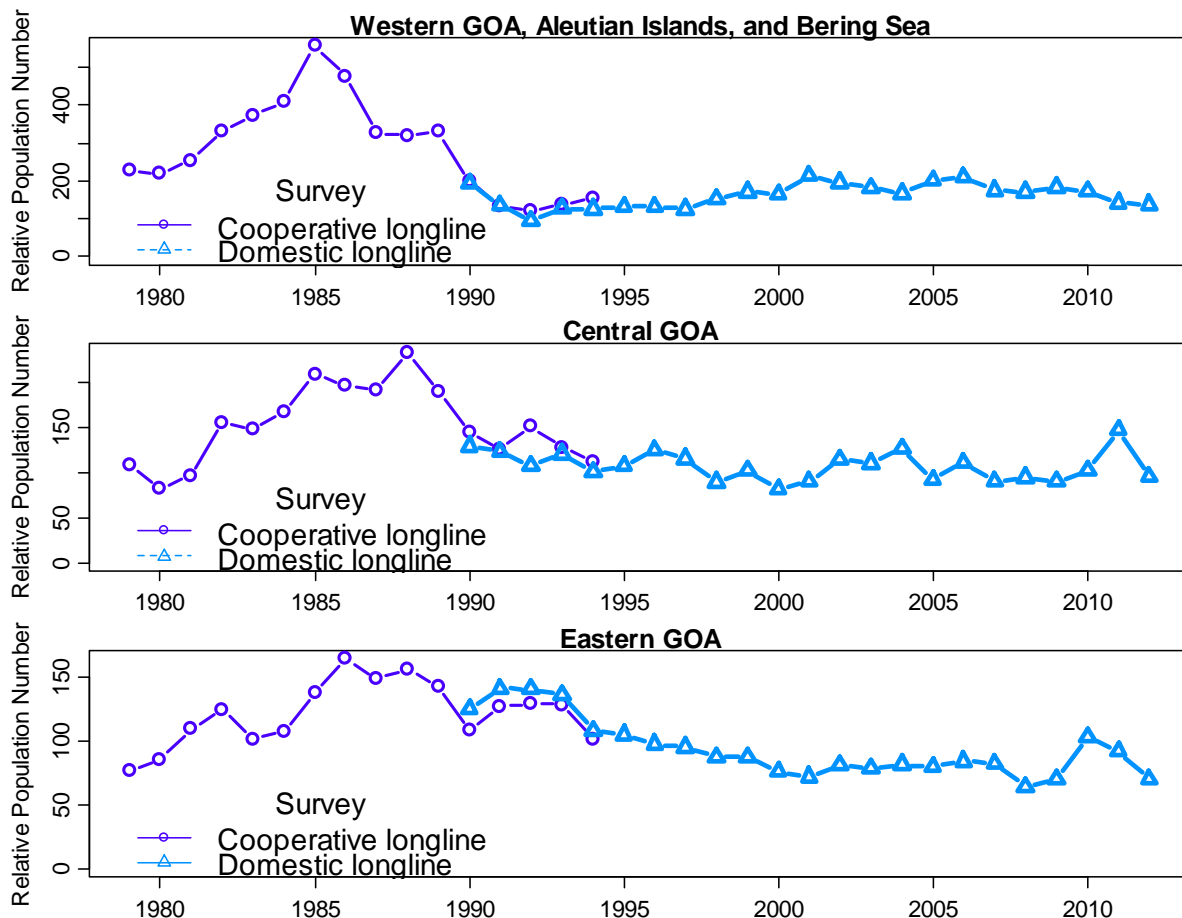 Western GOA, Aleutian Islands, and Bering Sea
Relative Population Number
0 200 400
Survey
Cooperative longline
Domestic longline
1980 1985 1990 1995 2000 2005 2010
Central GOA
Relative Population Number
0 50 150
Survey
Cooperative longline
Domestic longline
1980 1985 1990 1995 2000 2005 2010
Eastern GOA
Relative Population Number
0 50 100 150
Survey
Cooperative longline
Domestic longline
1980 1985 1990 1995 2000 2005 2010